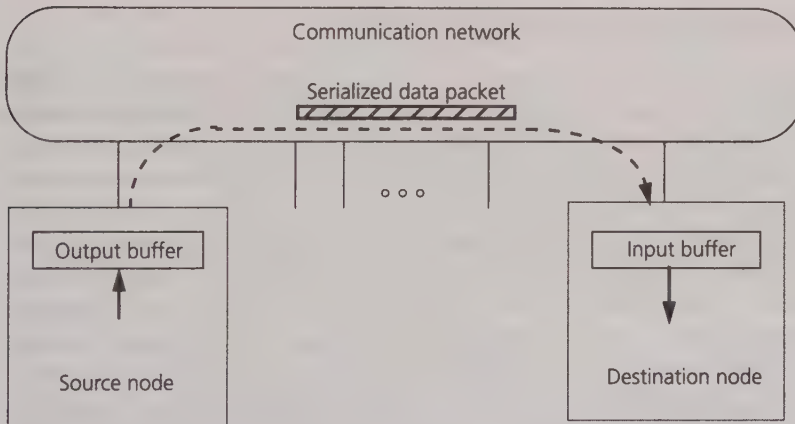 Communication network
Serialized data packet
Output buffer
Input buffer
Source node
Destination node